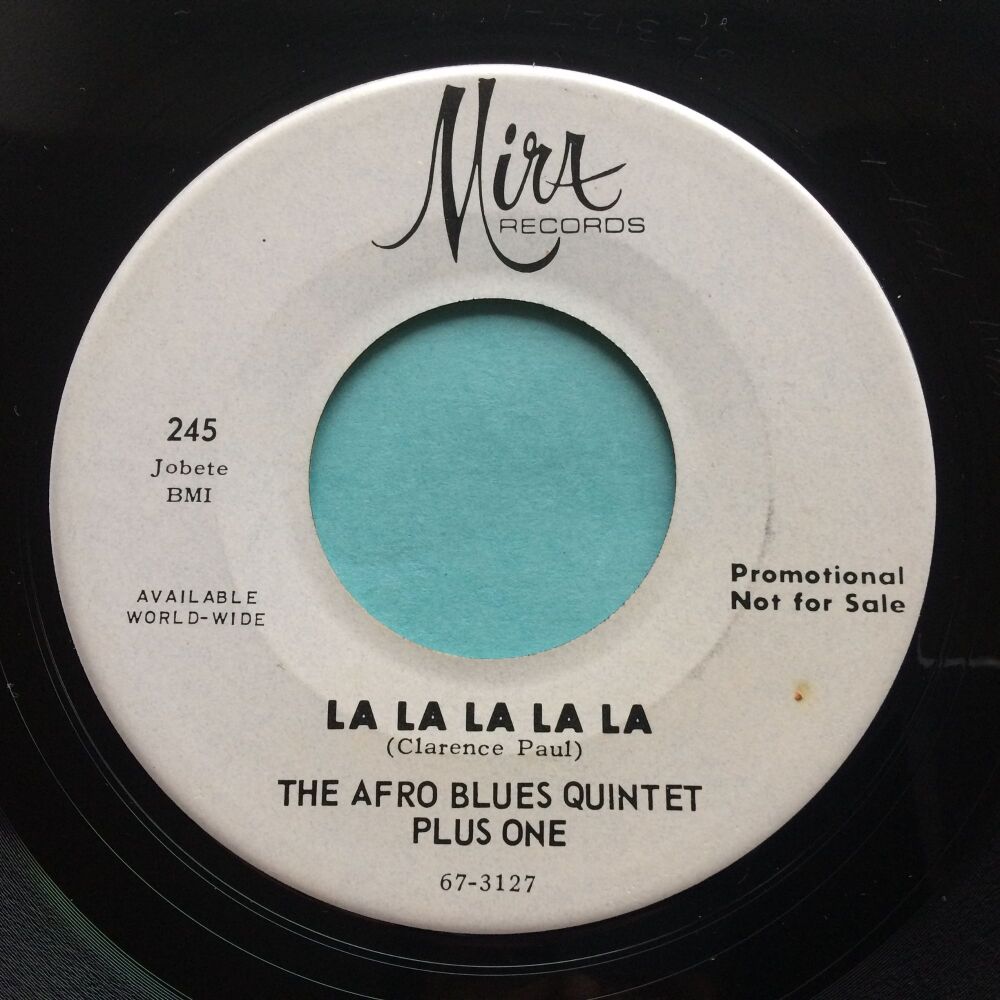 Mira
RECORDS
245
Jobete
BMI
AVAILABLE
WORLD-WIDE
Promotional
Not for Sale
LA LA LA LA LA
(Clarence Paul)
THE AFRO BLUES QUINTET
PLUS ONE
67-3127